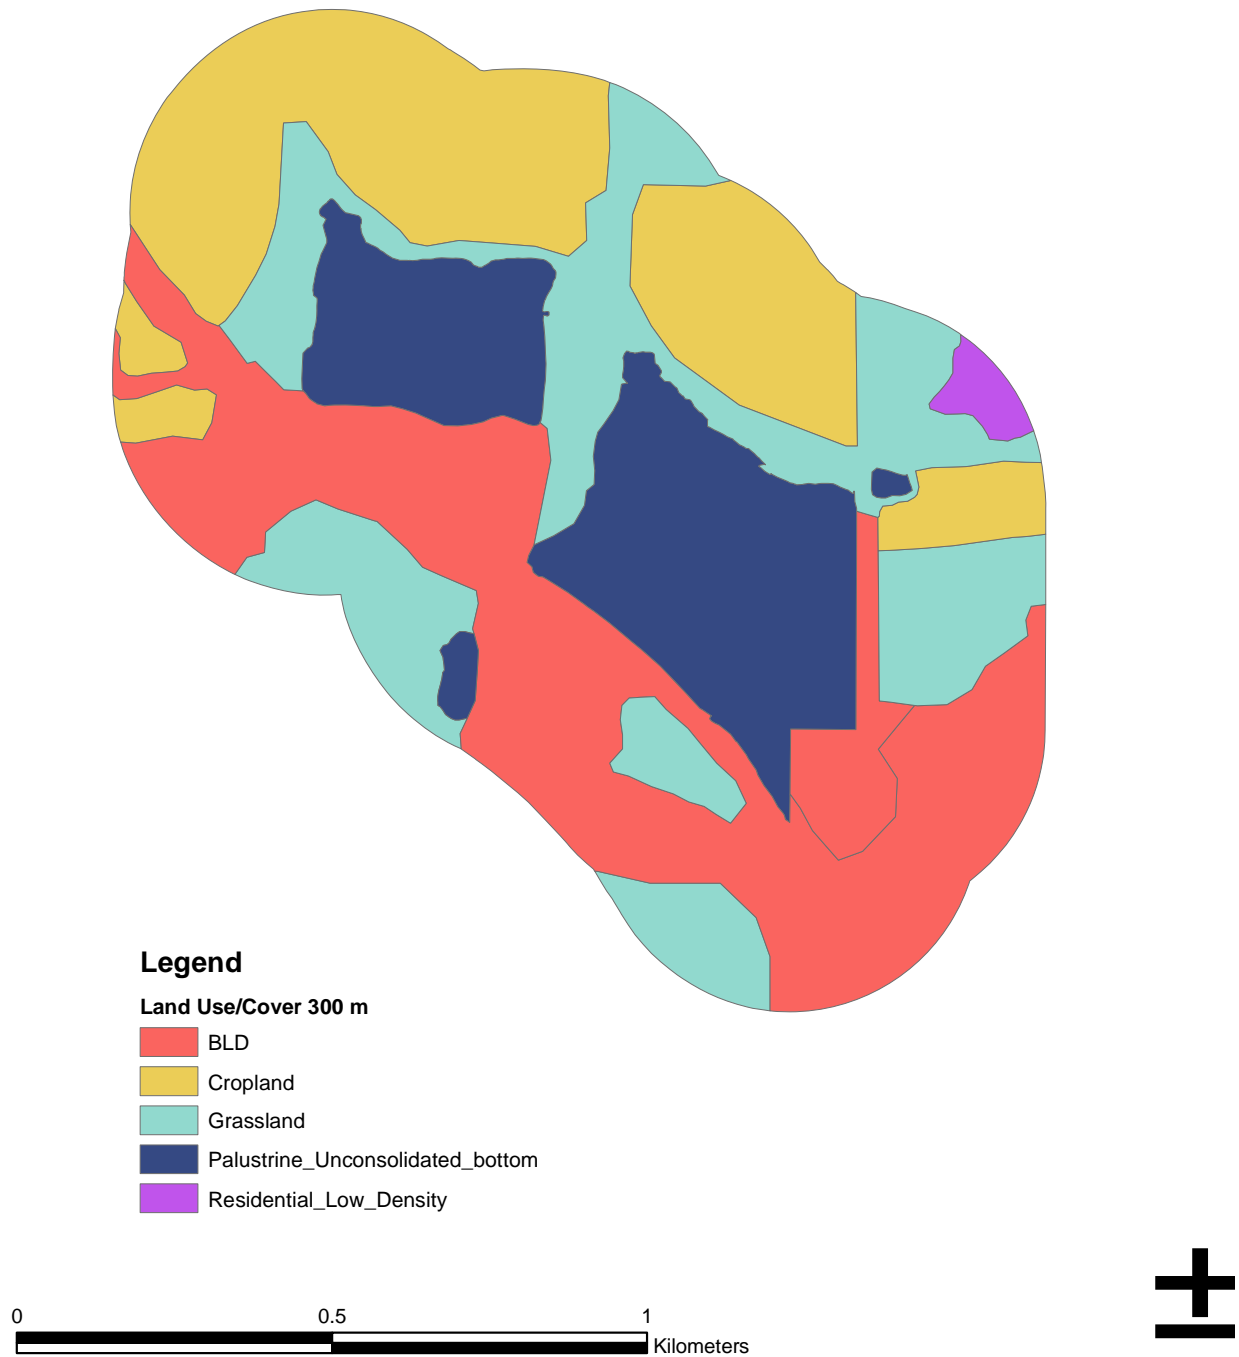 Legend
Land Use/Cover 300 m
BLD
Cropland
Grassland
Palustrine_Unconsolidated_bottom
Residential_Low_Density
0 0.5 1
Kilometers